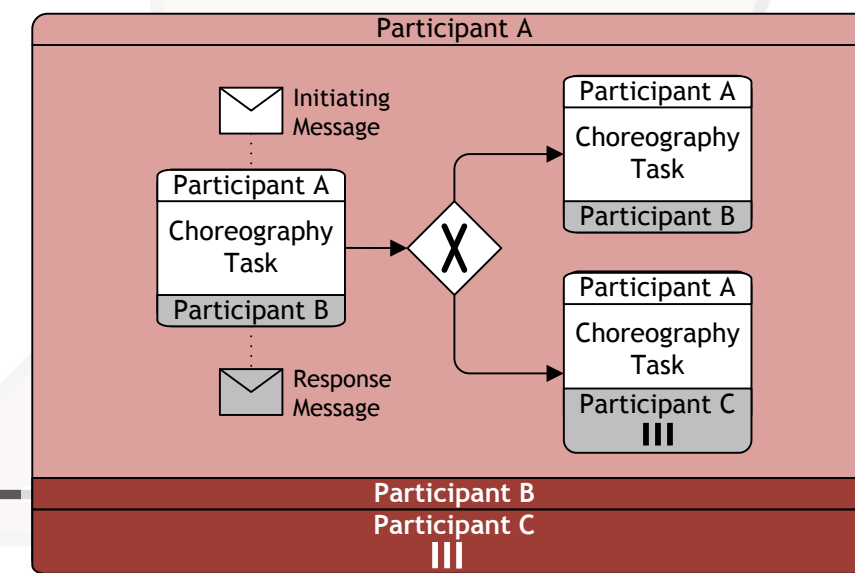 Participant A
Initiating
Message
Participant A
Choreography
Task
Participant B
Response
Message
X
Participant A
Choreography
Task
Participant B
Participant A
Choreography
Task
Participant C
Participant B
Participant C